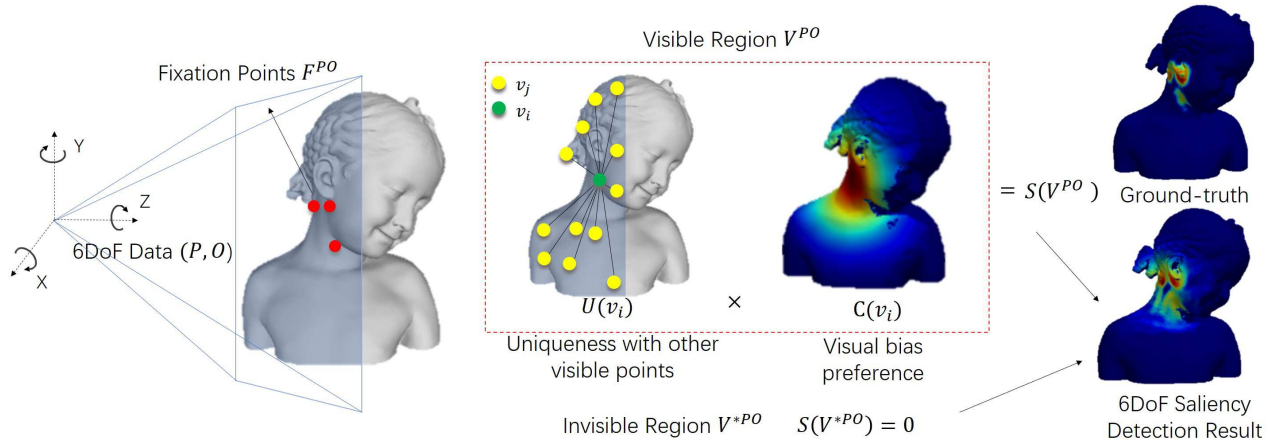 Fixation Points F^{PO}
Y
Z
X
6DoF Data (P, O)
Visible Region V^{PO}
v_j
v_i
U(v_i)
×
C(v_i)
Uniqueness with other
visible points
Visual bias
preference
= S(V^{PO})
Invisible Region V^{*PO} S(V^{*PO}) = 0
Ground-truth
6DoF Saliency
Detection Result